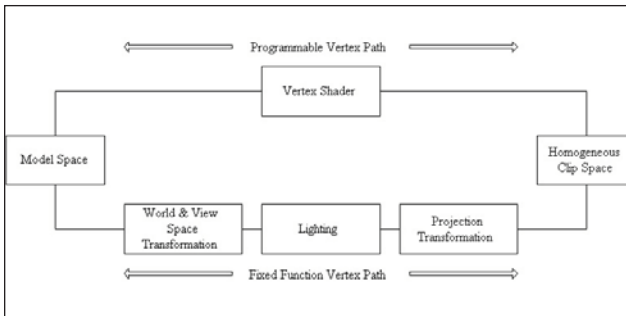 Programmable Vertex Path
Vertex Shader
Model Space
Homogeneous
Clip Space
World & View
Space
Transformation
Lighting
Projection
Transformation
Fixed Function Vertex Path